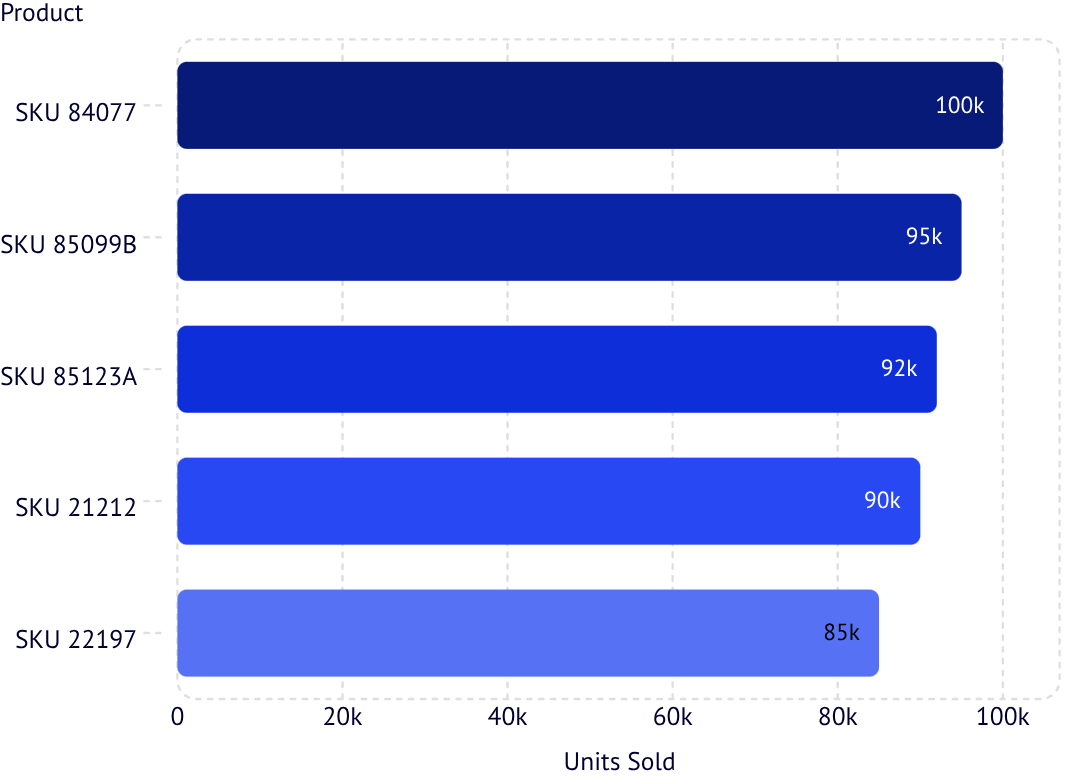 Product
SKU 84077
100k
SKU 85099B
95k
SKU 85123A
92k
SKU 21212
90k
SKU 22197
85k
0 20k 40k 60k 80k 100k
Units Sold